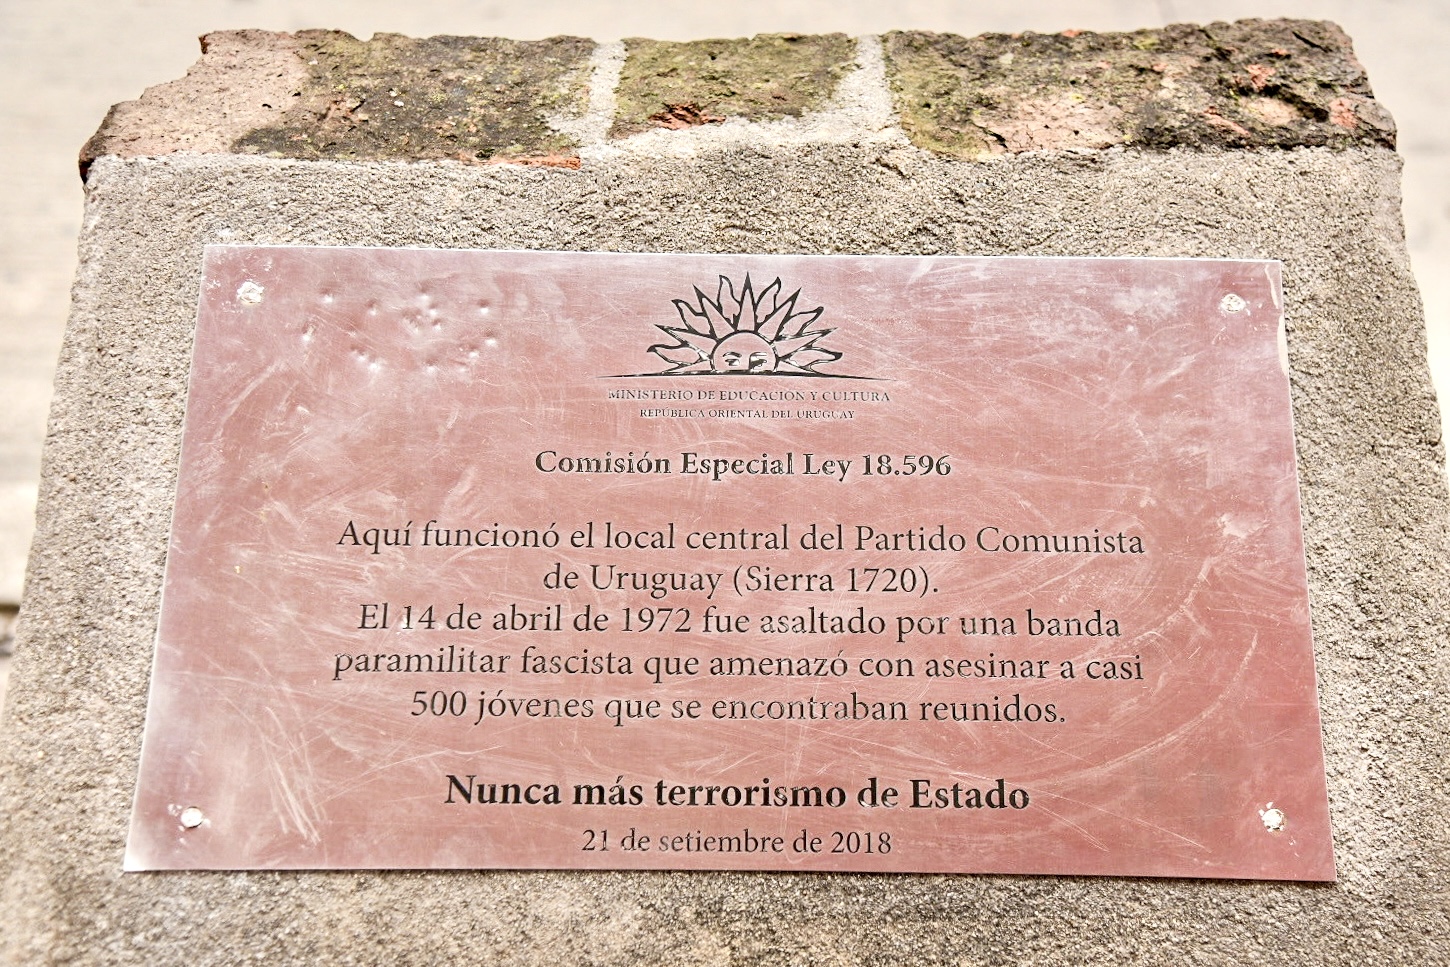 MINISTERIO DE EDUCACIÓN Y CULTURA
REPÚBLICA ORIENTAL DEL URUGUAY
Comisión Especial Ley 18.596
Aquí funcionó el local central del Partido Comunista
de Uruguay (Sierra 1720).
El 14 de abril de 1972 fue asaltado por una banda
paramilitar fascista que amenazó con asesinar a casi
500 jóvenes que se encontraban reunidos.
Nunca más terrorismo de Estado
21 de setiembre de 2018